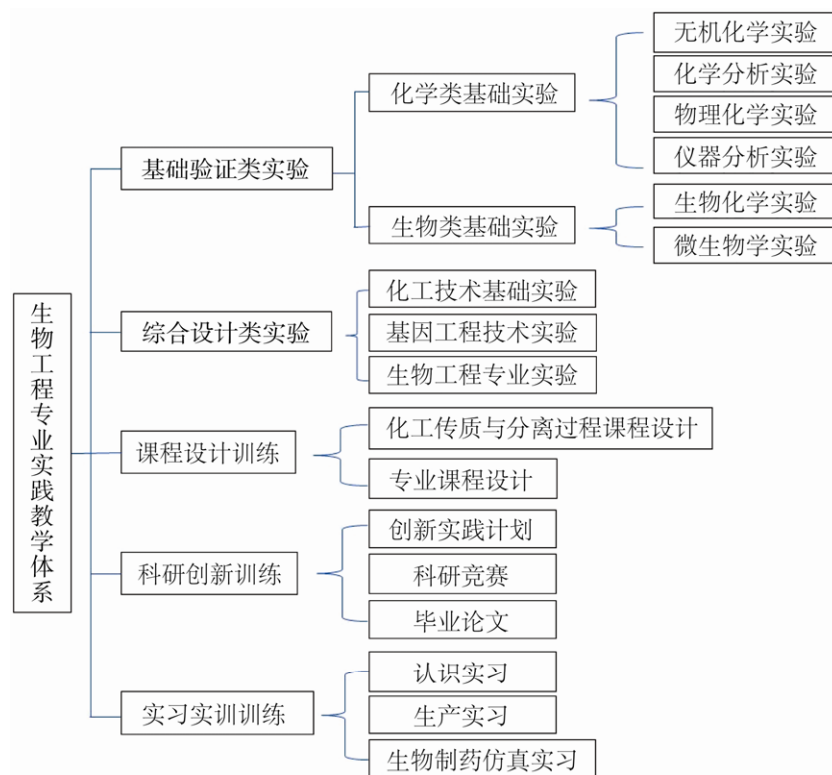 生物工程专业实践教学体系
基础验证类实验
化学类基础实验
无机化学实验
化学分析实验
物理化学实验
仪器分析实验
生物类基础实验
生物化学实验
微生物学实验
综合设计类实验
化工技术基础实验
基因工程技术实验
生物工程专业实验
课程设计训练
化工传质与分离过程课程设计
专业课程设计
科研创新训练
创新实践计划
科研竞赛
毕业论文
实习实训训练
认识实习
生产实习
生物制药仿真实习